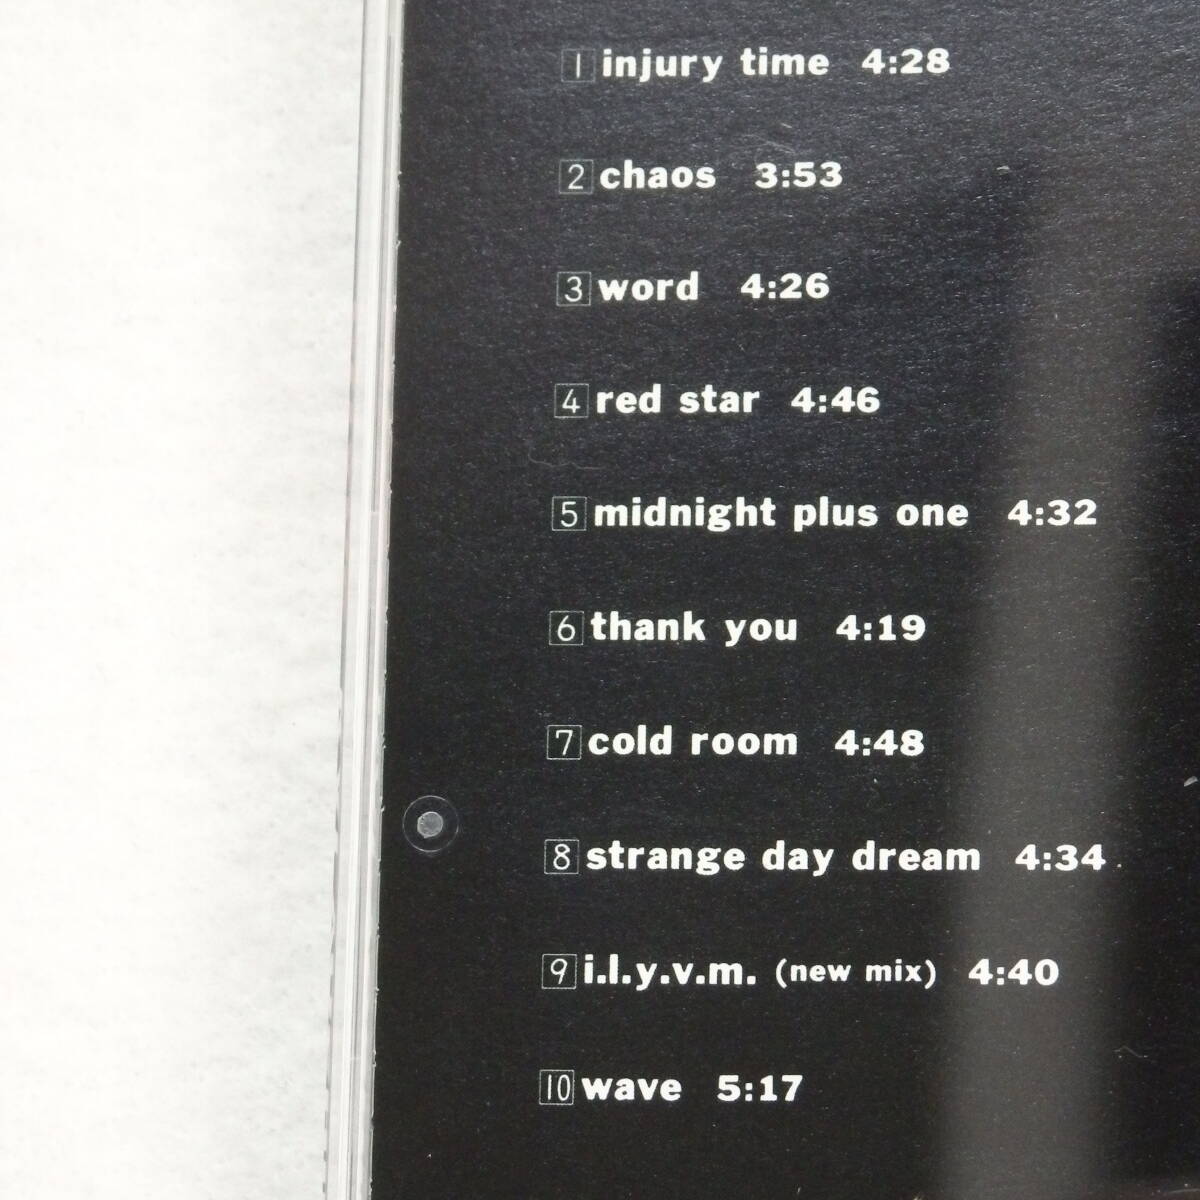 1 injury time 4:28
2 chaos 3:53
3 word 4:26
4 red star 4:46
5 midnight plus one 4:32
6 thank you 4:19
7 cold room 4:48
8 strange day dream 4:34
9 i.l.y.v.m. (new mix) 4:40
10 wave 5:17